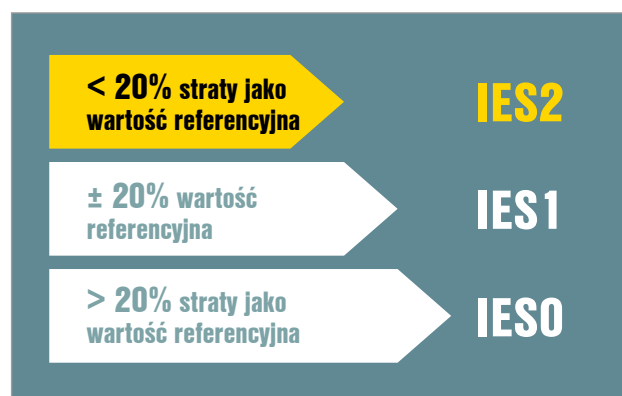 < 20% straty jako
wartość referencyjna
IES2
± 20% wartość
referencyjna
IES1
> 20% straty jako
wartość referencyjna
IES0